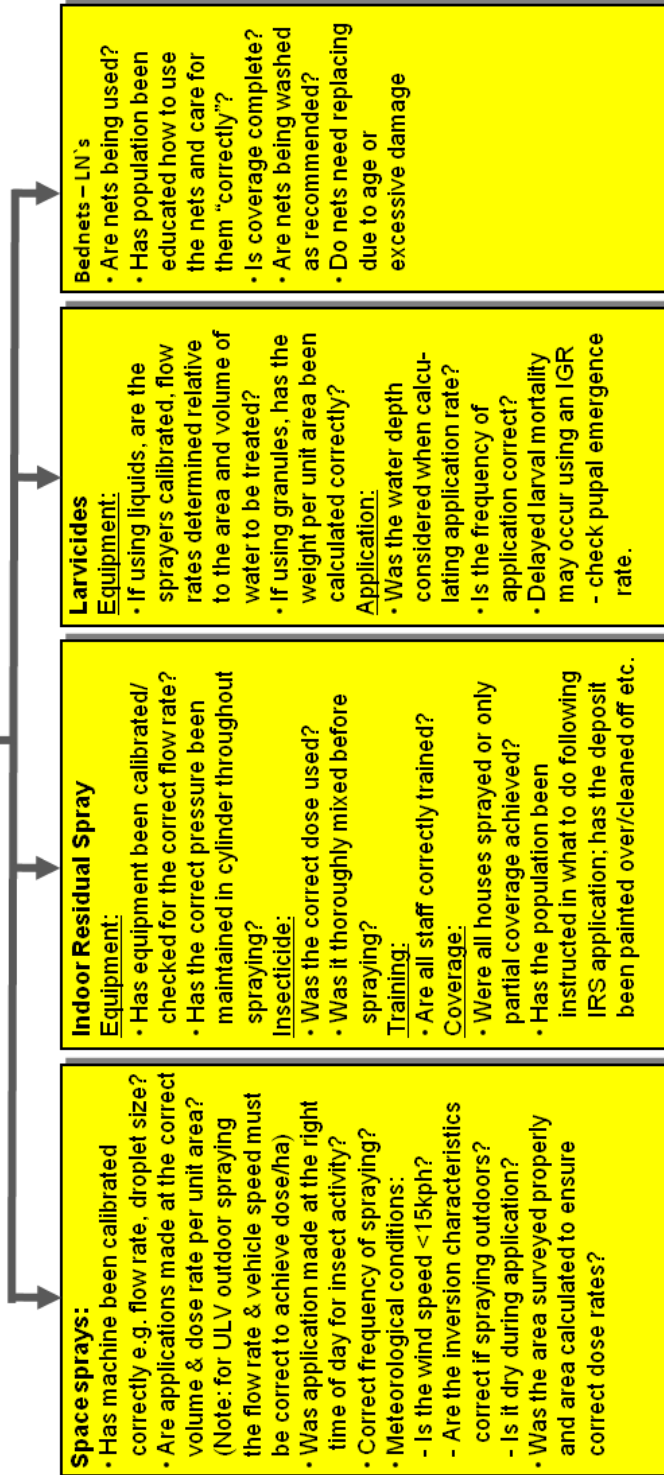 Space sprays:
• Has machine been calibrated
correctly e.g. flow rate, droplet size?
• Are applications made at the correct
volume & dose rate per unit area?
(Note: for ULV outdoor spraying
the flow rate & vehicle speed must
be correct to achieve dose/ha)
• Was application made at the right
time of day for insect activity?
• Correct frequency of spraying?
• Meteorological conditions:
- Is the wind speed <15kph?
- Are the inversion characteristics
correct if spraying outdoors?
- Is it dry during application?
• Was the area surveyed properly
and area calculated to ensure
correct dose rates?
Indoor Residual Spray
Equipment:
• Has equipment been calibrated/
checked for the correct flow rate?
• Has the correct pressure been
maintained in cylinder throughout
spraying?
Insecticide:
• Was the correct dose used?
• Was it thoroughly mixed before
spraying?
Training:
• Are all staff correctly trained?
Coverage:
• Were all houses sprayed or only
partial coverage achieved?
• Has the population been
instructed in what to do following
IRS application; has the deposit
been painted over/cleaned off etc.
Larvicides
Equipment:
• If using liquids, are the
sprayers calibrated, flow
rates determined relative
to the area and volume of
water to be treated?
• If using granules, has the
weight per unit area been
calculated correctly?
Application:
• Was the water depth
considered when calcu-
lating application rate?
• Is the frequency of
application correct?
• Delayed larval mortality
may occur using an IGR
- check pupal emergence
rate.
Bednets – LN`s
• Are nets being used?
• Has population been
educated how to use
the nets and care for
them “correctly”?
• Is coverage complete?
• Are nets being washed
as recommended?
• Do nets need replacing
due to age or
excessive damage